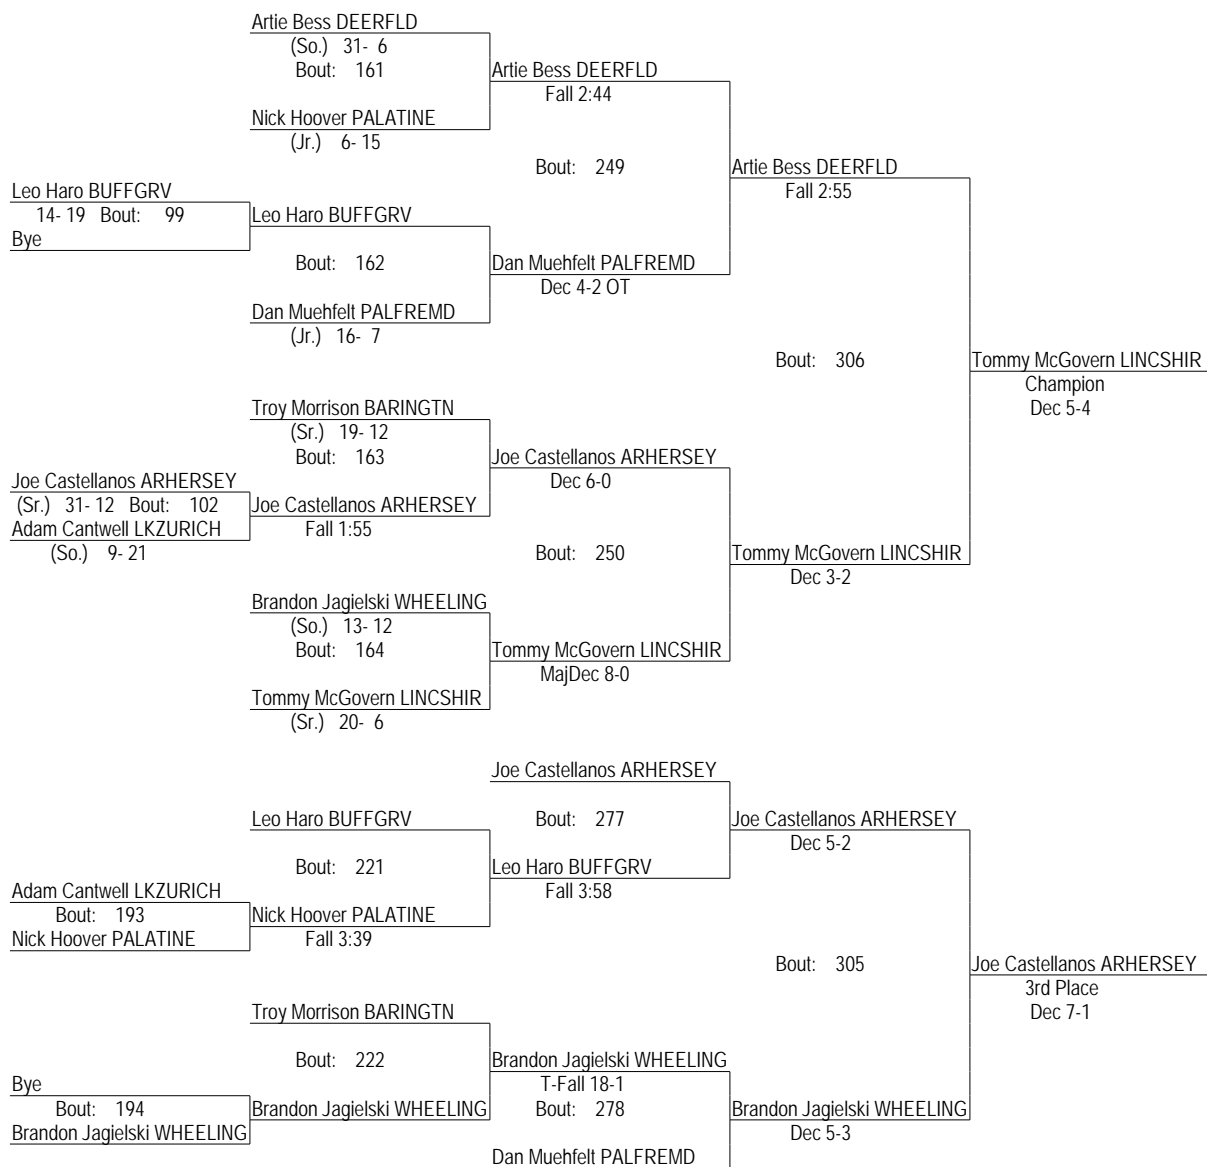 Artie Bess DEERFLD
(So.) 31- 6
Bout: 161
Artie Bess DEERFLD
Fall 2:44
Nick Hoover PALATINE
(Jr.) 6- 15
Bout: 249
Artie Bess DEERFLD
Fall 2:55
Leo Haro BUFFGRV
14- 19 Bout: 99
Bye
Leo Haro BUFFGRV
Bout: 162
Dan Muehfelt PALFREMD
Dec 4-2 OT
Dan Muehfelt PALFREMD
(Jr.) 16- 7
Bout: 306
Tommy McGovern LINCSHIR
Champion
Dec 5-4
Troy Morrison BARINGTN
(Sr.) 19- 12
Bout: 163
Joe Castellanos ARHERSEY
Dec 6-0
Joe Castellanos ARHERSEY
(Sr.) 31- 12 Bout: 102
Adam Cantwell LKZURICH
(So.) 9- 21
Joe Castellanos ARHERSEY
Fall 1:55
Bout: 250
Tommy McGovern LINCSHIR
Dec 3-2
Brandon Jagielski WHEELING
(So.) 13- 12
Bout: 164
Tommy McGovern LINCSHIR
MajDec 8-0
Tommy McGovern LINCSHIR
(Sr.) 20- 6
Joe Castellanos ARHERSEY
Leo Haro BUFFGRV
Bout: 277
Joe Castellanos ARHERSEY
Dec 5-2
Bout: 221
Leo Haro BUFFGRV
Fall 3:58
Adam Cantwell LKZURICH
Bout: 193
Nick Hoover PALATINE
Nick Hoover PALATINE
Fall 3:39
Bout: 305
Joe Castellanos ARHERSEY
3rd Place
Dec 7-1
Troy Morrison BARINGTN
Bout: 222
Brandon Jagielski WHEELING
T-Fall 18-1
Bout: 278
Bye
Bout: 194
Brandon Jagielski WHEELING
Brandon Jagielski WHEELING
Brandon Jagielski WHEELING
Dec 5-3
Dan Muehfelt PALFREMD